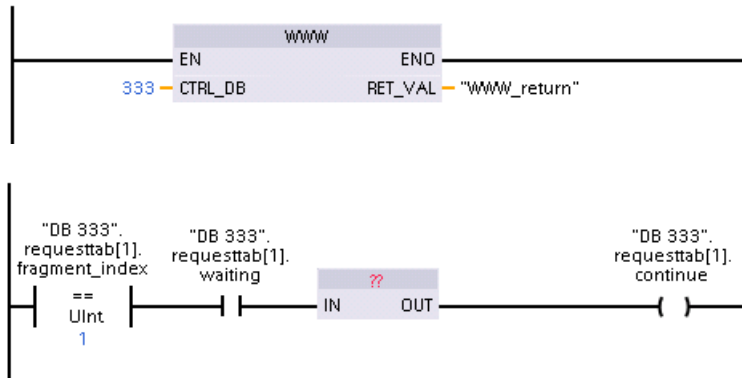 WWW
EN ENO
333 CTRL_DB RET_VAL "WWW_return"
"DB 333".
requesttab[1].
fragment_index
==
UInt
1
"DB 333".
requesttab[1].
waiting
??
IN OUT
"DB 333".
requesttab[1].
continue